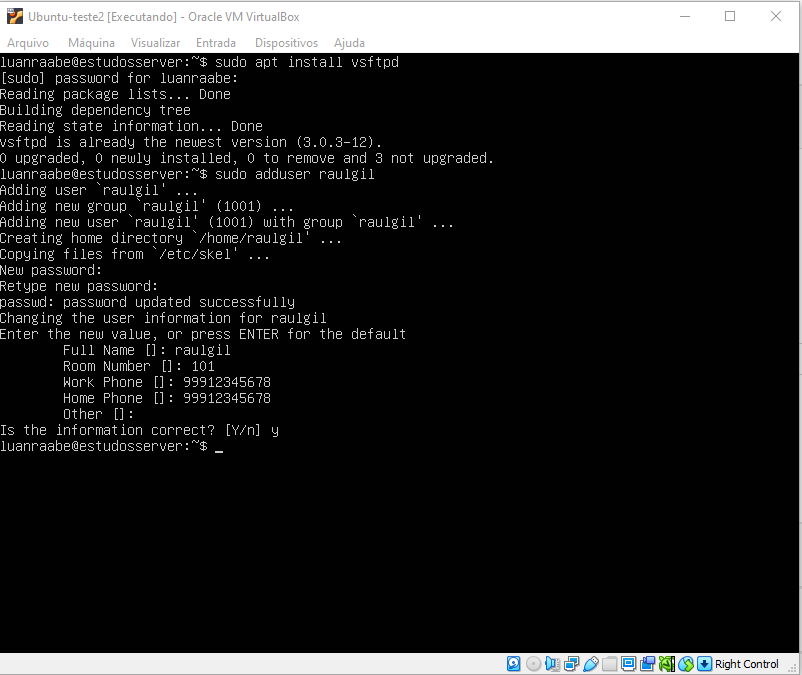 Ubuntu-teste2 [Executando] - Oracle VM VirtualBox
Arquivo Máquina Visualizar Entrada Dispositivos Ajuda
luanraabe@estudosserver:~$ sudo apt install vsftpd
[sudo] password for luanraabe:
Reading package lists... Done
Building dependency tree
Reading state information... Done
vsftpd is already the newest version (3.0.3-12).
0 upgraded, 0 newly installed, 0 to remove and 3 not upgraded.
luanraabe@estudosserver:~$ sudo adduser raulgil
Adding user `raulgil' ...
Adding new group `raulgil' (1001) ...
Adding new user `raulgil' (1001) with group `raulgil' ...
Creating home directory `/home/raulgil' ...
Copying files from `/etc/skel' ...
New password:
Retype new password:
passwd: password updated successfully
Changing the user information for raulgil
Enter the new value, or press ENTER for the default
Full Name []: raulgil
Room Number []: 101
Work Phone []: 99912345678
Home Phone []: 99912345678
Other []:
Is the information correct? [Y/n] y
luanraabe@estudosserver:~$ _
Right Control